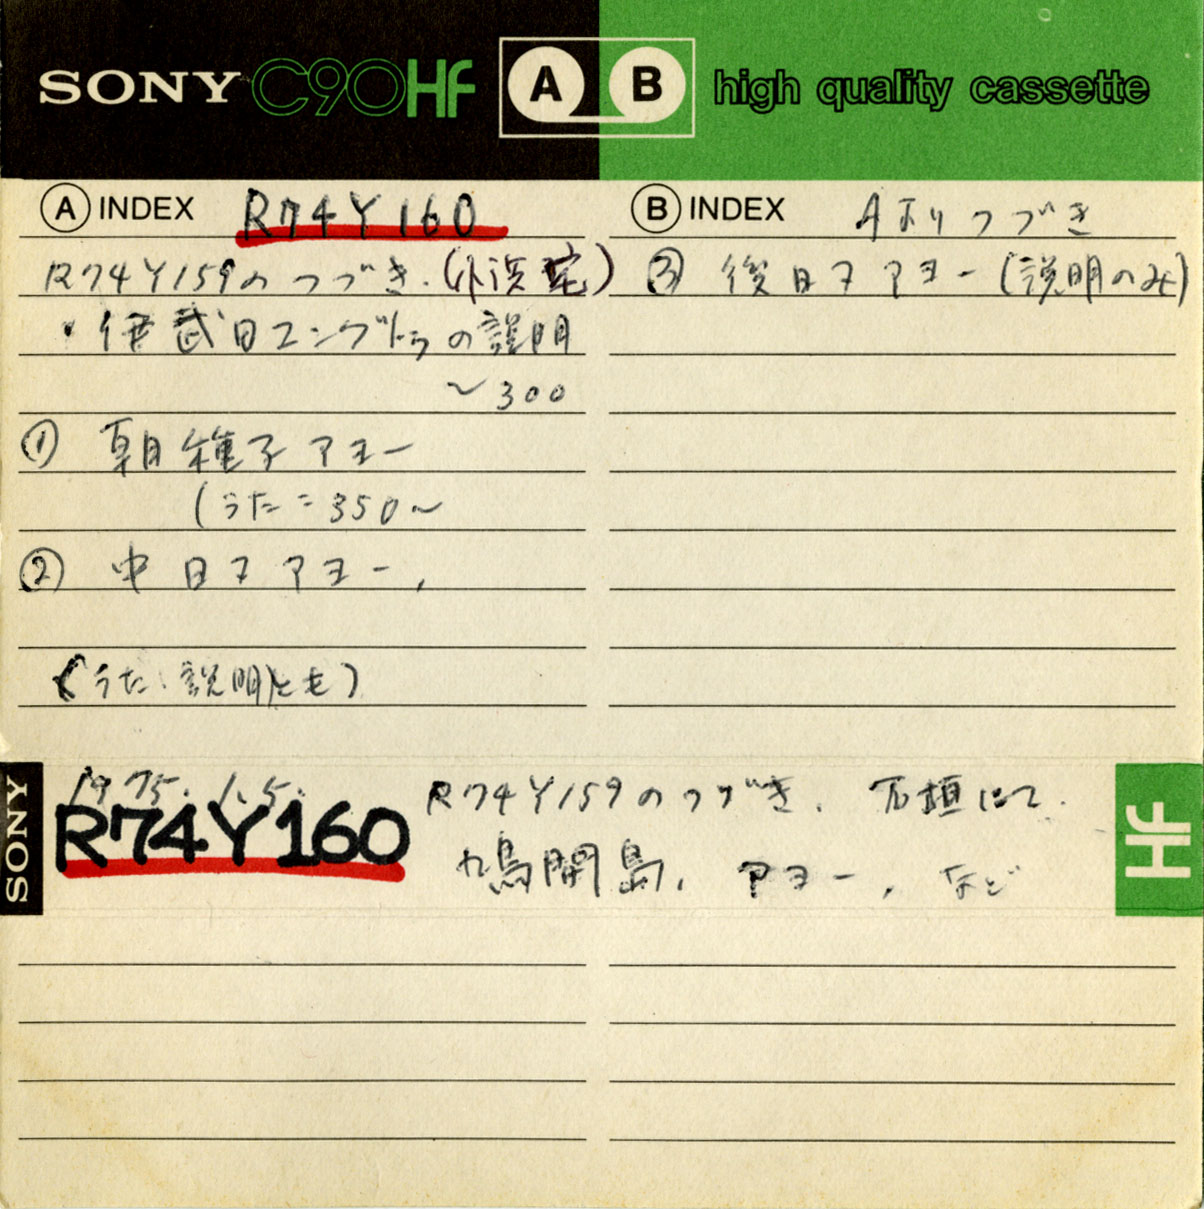 SONY C90HF A B high quality cassette
A INDEX R74Y160
R74Y159のつづき.(小浜宅)
・伊武日コングトラの説明
〜300
① 朝種子アヨー
(うた:350〜
② 中日フアヨー,
(うた、説明とも)
B INDEX Aよりつづき
③ 後日フアヨー(説明のみ)
SONY
1975.1.5.
R74Y160
R74Y159のつづき. 石垣にて.
鳩間島. アヨー, など
HF